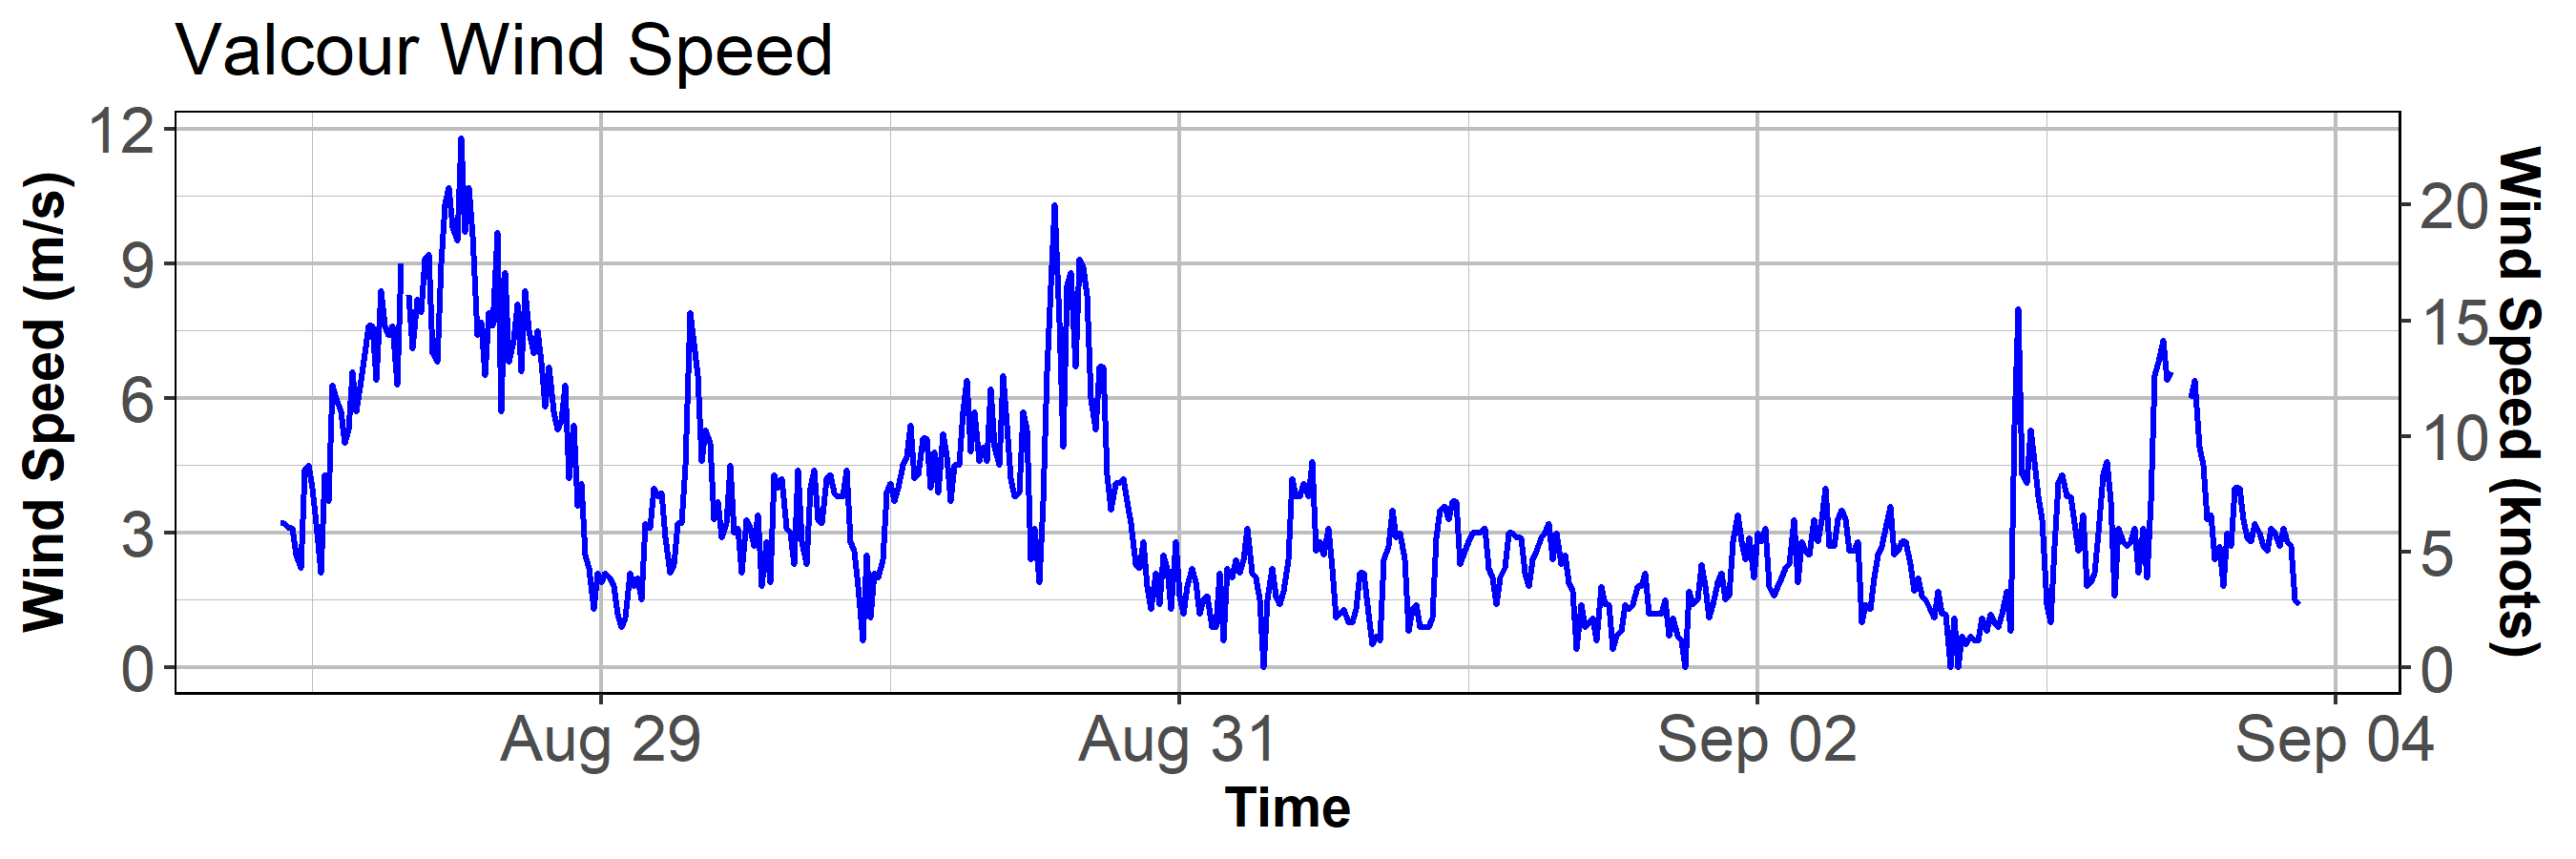 Valcour Wind Speed
Wind Speed (m/s)
12
9
6
3
0
20
15
10
5
0
Wind Speed (knots)
Aug 29
Aug 31
Sep 02
Sep 04
Time